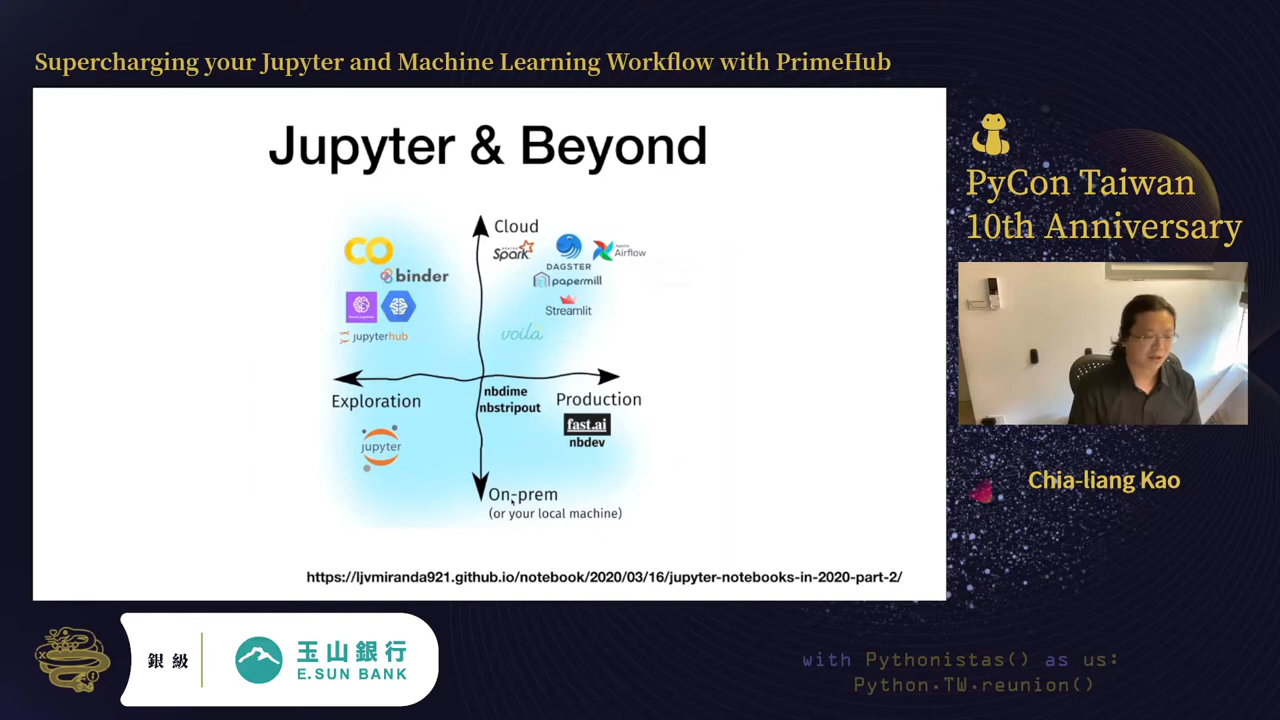 Supercharging your Jupyter and Machine Learning Workflow with PrimeHub
Jupyter & Beyond
Cloud
CO
binder
jupyterhub
APACHE
Spark
DAGSTER
Apache
Airflow
papermill
Streamlit
voila
Exploration
nbdime
nbstripout
Production
fast.ai
nbdev
jupyter
On-prem
(or your local machine)
https://ljvmiranda921.github.io/notebook/2020/03/16/jupyter-notebooks-in-2020-part-2/
PyCon Taiwan
10th Anniversary
Chia-liang Kao
銀級
玉山銀行
E.SUN BANK
with Pythonistas() as us:
Python.TW.reunion()